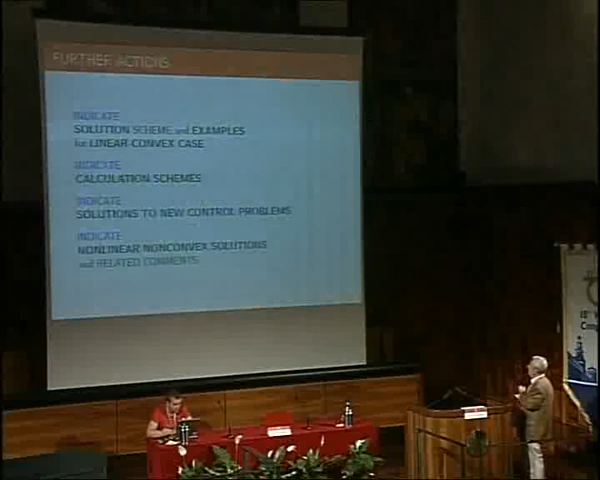 FURTHER ACTIONS
INDICATE
SOLUTION SCHEME and EXAMPLES
for LINEAR-CONVEX CASE
INDICATE
CALCULATION SCHEMES
INDICATE
SOLUTIONS TO NEW CONTROL PROBLEMS
INDICATE
NONLINEAR NONCONVEX SOLUTIONS
and RELATED COMMENTS
18th